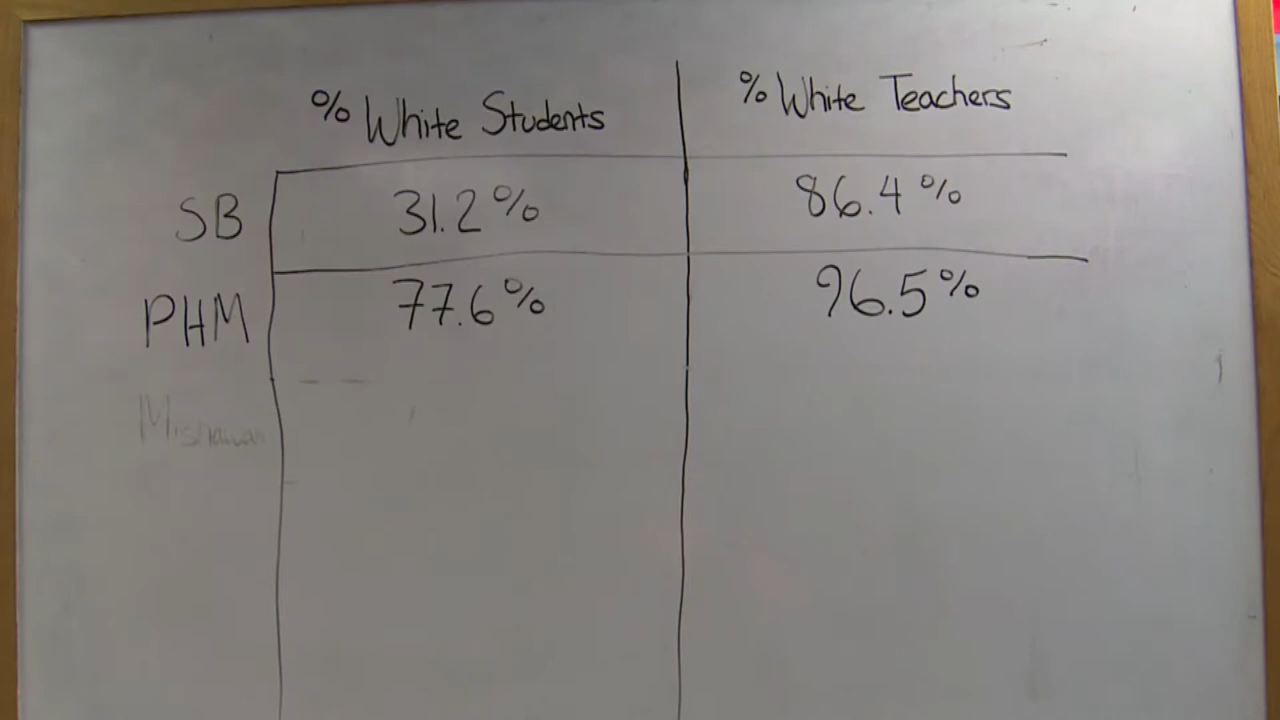 % White Students % White Teachers
SB 31.2% 86.4%
PHM 77.6% 96.5%